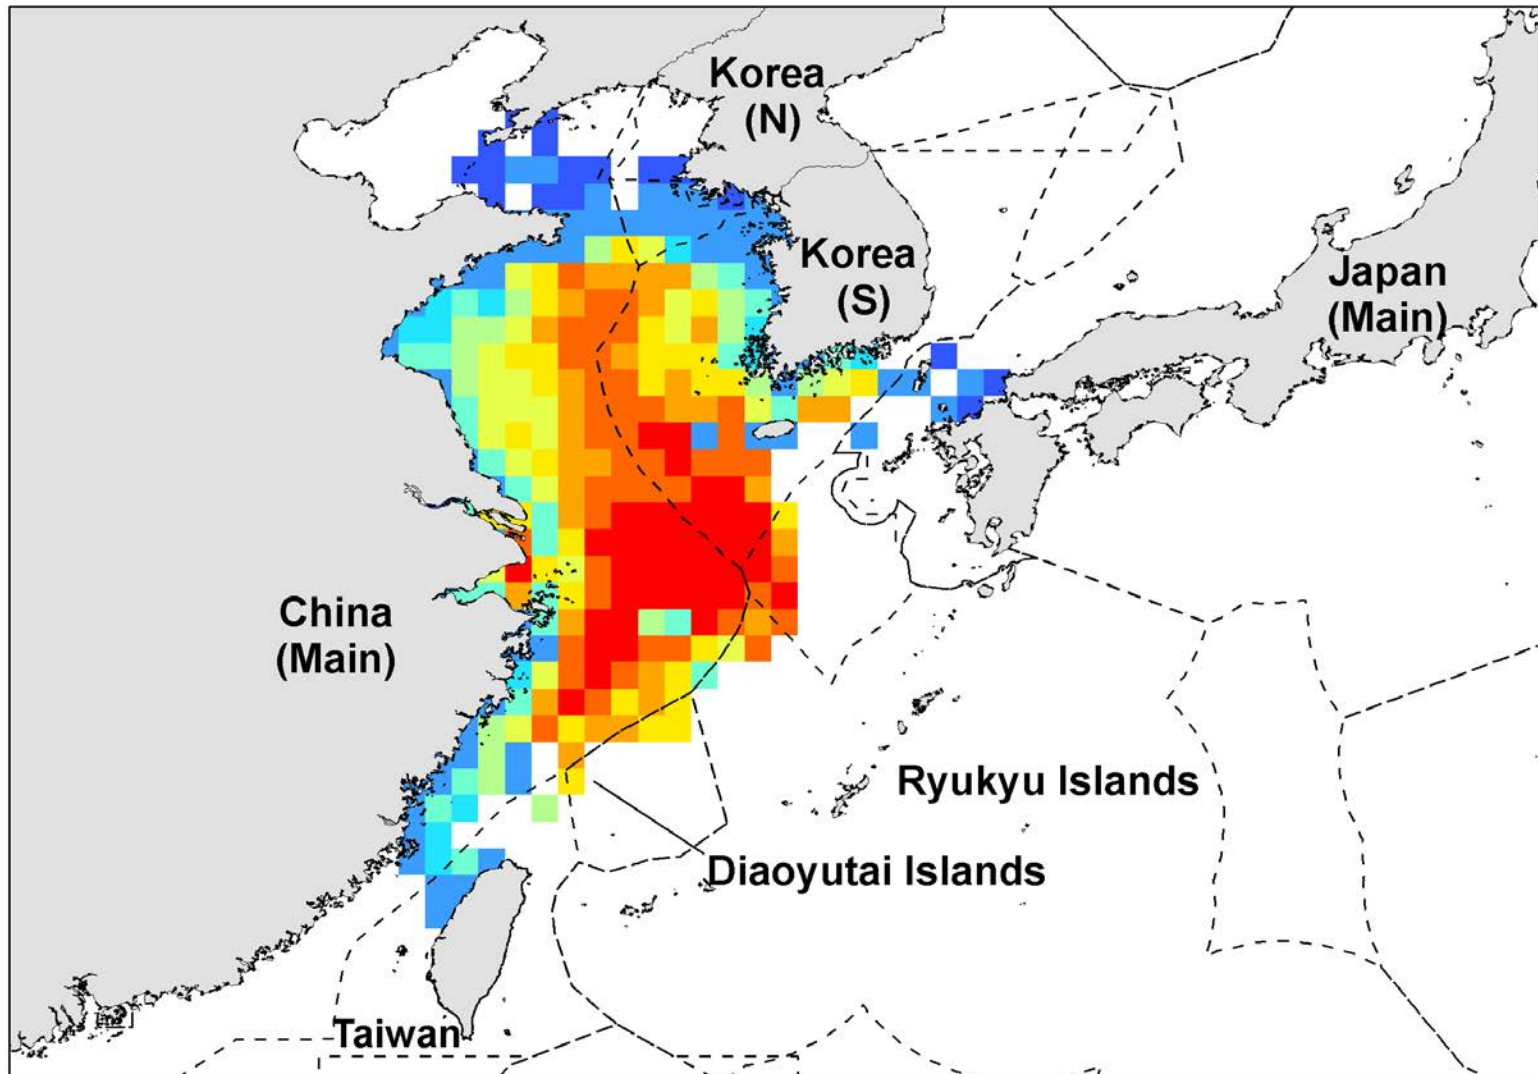 Korea
(N)
Korea
(S)
Japan
(Main)
China
(Main)
Ryukyu Islands
Diaoyutai Islands
Taiwan